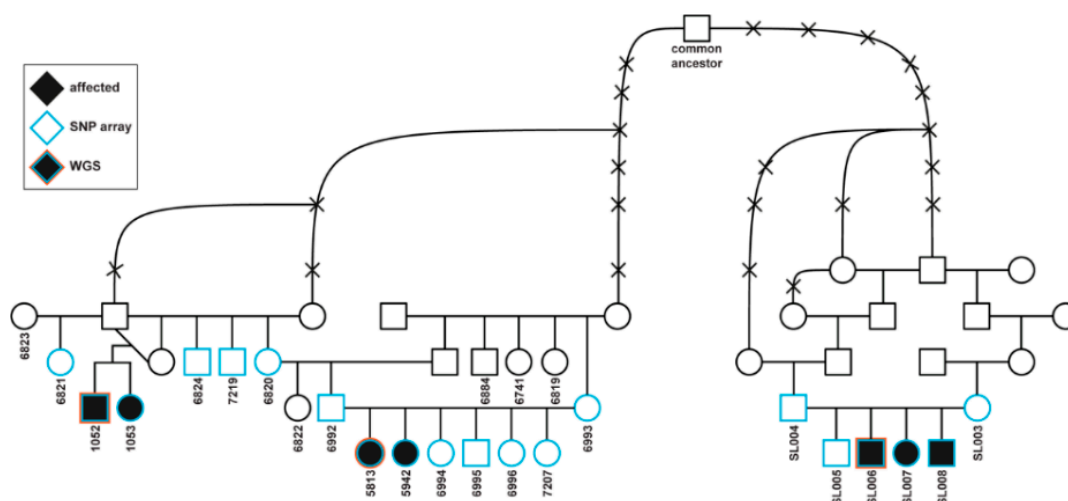 common
ancestor
affected
SNP array
WGS
6823
6821
1052
1053
6824
7219
6820
6822
6992
6884
6741
6819
6993
5813
5942
6994
6995
6996
7207
SL004
SL005
SL006
SL007
SL008
SL003